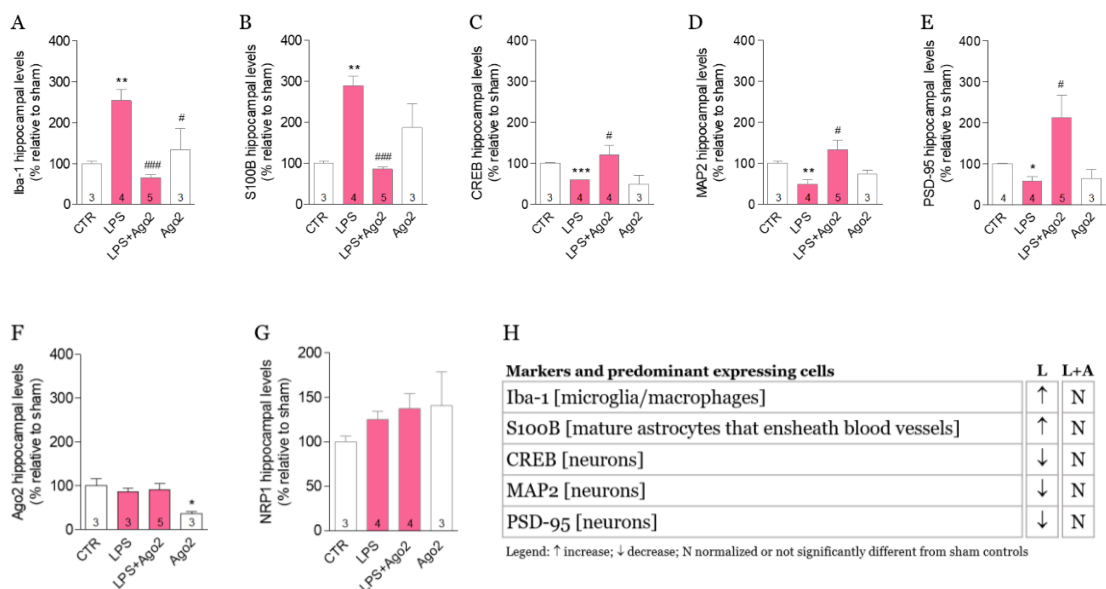 A
Iba-1 hippocampal levels
(% relative to sham)
400
300
200
100
0
**
###
#
3
4
5
3
CTR
LPS
LPS+Ago2
Ago2
B
S100B hippocampal levels
(% relative to sham)
400
300
200
100
0
**
###
3
4
5
3
CTR
LPS
LPS+Ago2
Ago2
C
CREB hippocampal levels
(% relative to sham)
400
300
200
100
0
***
#
3
4
4
3
CTR
LPS
LPS+Ago2
Ago2
D
MAP2 hippocampal levels
(% relative to sham)
400
300
200
100
0
**
#
3
4
5
3
CTR
LPS
LPS+Ago2
Ago2
E
PSD-95 hippocampal levels
(% relative to sham)
400
300
200
100
0
*
#
4
4
5
3
CTR
LPS
LPS+Ago2
Ago2
F
Ago2 hippocampal levels
(% relative to sham)
400
300
200
100
0
*
3
3
5
3
CTR
LPS
LPS+Ago2
Ago2
G
NRP1 hippocampal levels
(% relative to sham)
200
150
100
50
0
3
4
4
3
CTR
LPS
LPS+Ago2
Ago2
H
Markers and predominant expressing cells L L+A
Iba-1 [microglia/macrophages] ↑ N
S100B [mature astrocytes that ensheath blood vessels] ↑ N
CREB [neurons] ↓ N
MAP2 [neurons] ↓ N
PSD-95 [neurons] ↓ N
Legend: ↑ increase; ↓ decrease; N normalized or not significantly different from sham controls